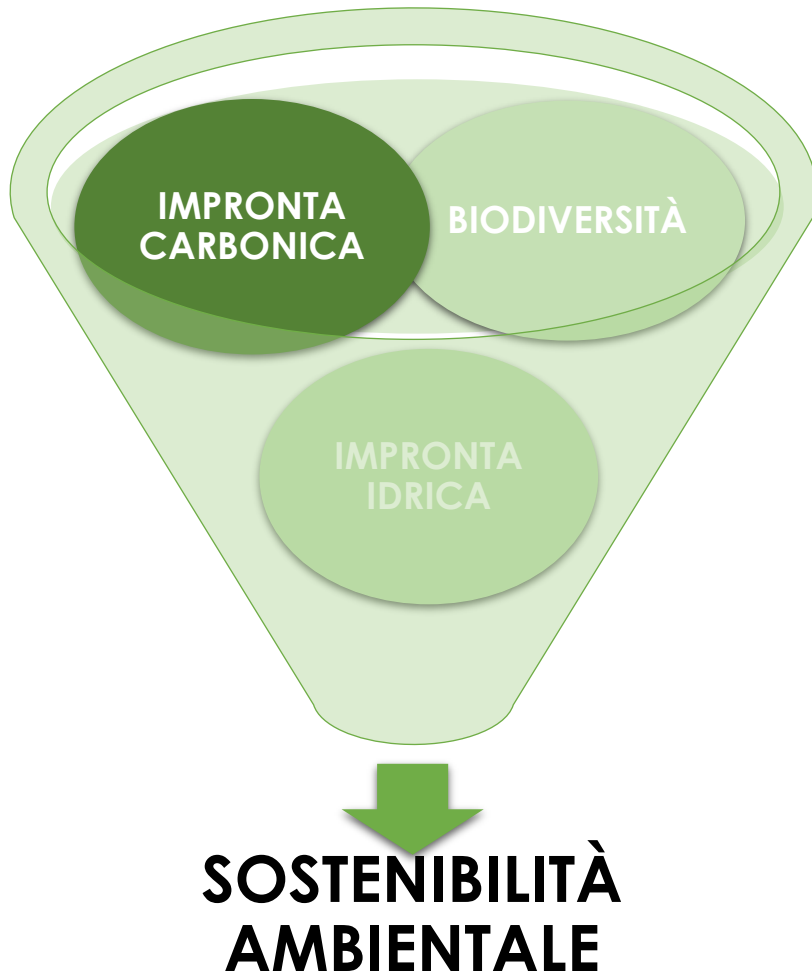 IMPRONTA
CARBONICA
BIODIVERSITÀ
IMPRONTA
IDRICA
SOSTENIBILITÀ
AMBIENTALE